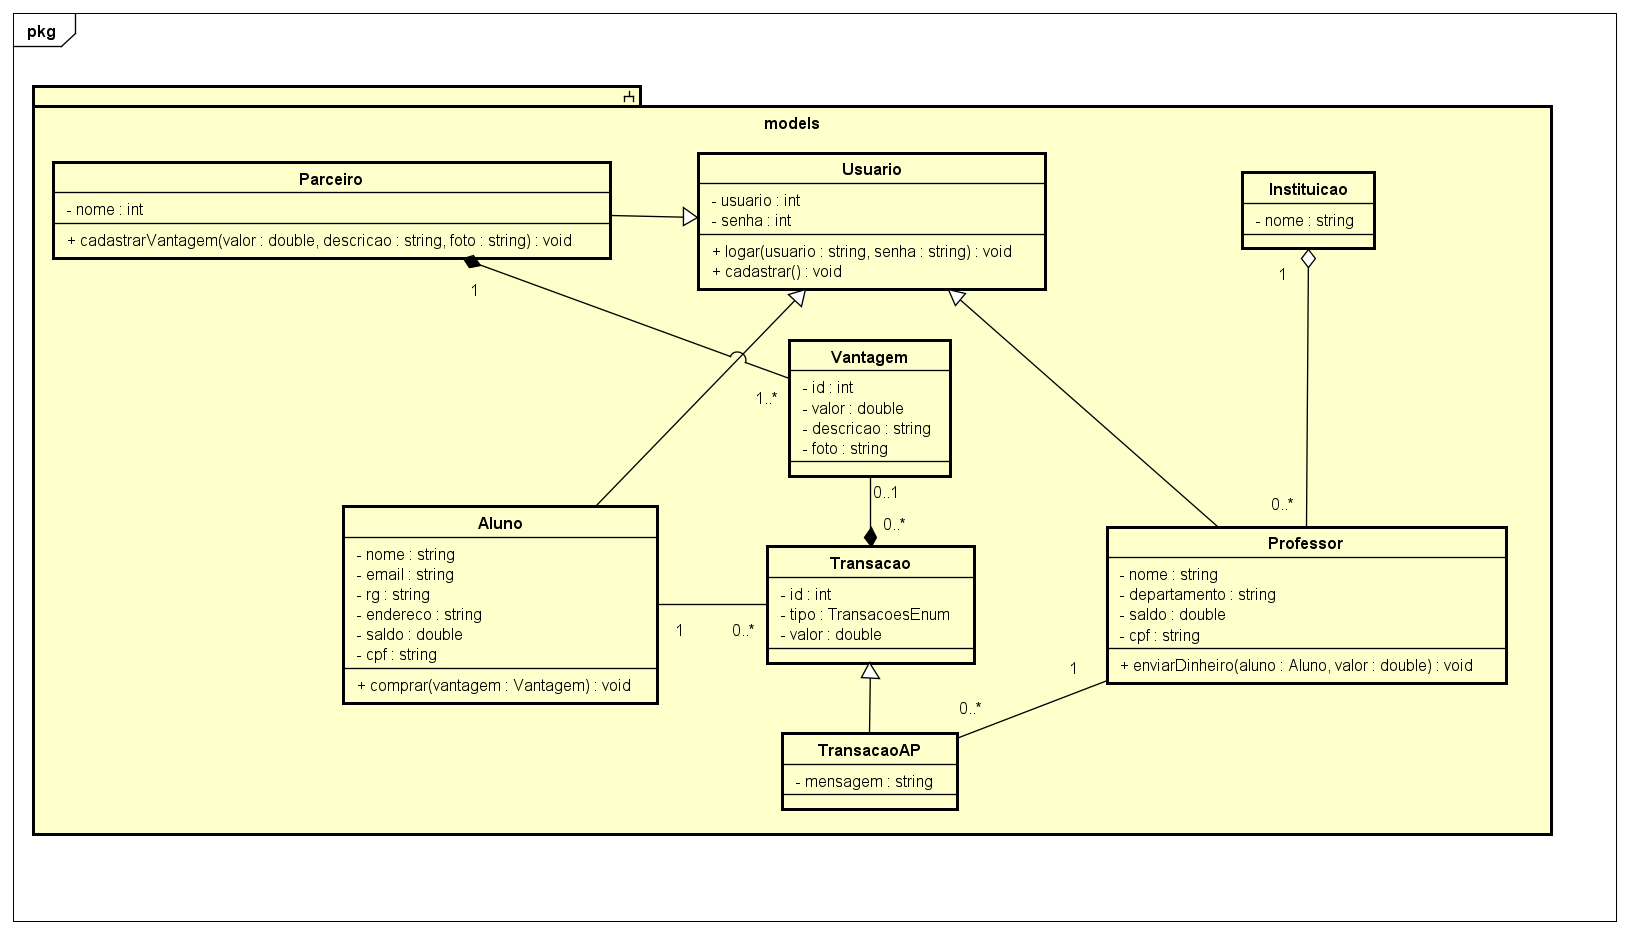 pkg
models
Parceiro
- nome : int
+ cadastrarVantagem(valor : double, descricao : string, foto : string) : void
Usuario
- usuario : int
- senha : int
+ logar(usuario : string, senha : string) : void
+ cadastrar() : void
Instituicao
- nome : string
1
1
Vantagem
- id : int
- valor : double
- descricao : string
- foto : string
1..*
0..1
0..*
0..*
Aluno
- nome : string
- email : string
- rg : string
- endereco : string
- saldo : double
- cpf : string
+ comprar(vantagem : Vantagem) : void
1
0..*
Transacao
- id : int
- tipo : TransacoesEnum
- valor : double
Professor
- nome : string
- departamento : string
- saldo : double
- cpf : string
+ enviarDinheiro(aluno : Aluno, valor : double) : void
1
0..*
TransacaoAP
- mensagem : string